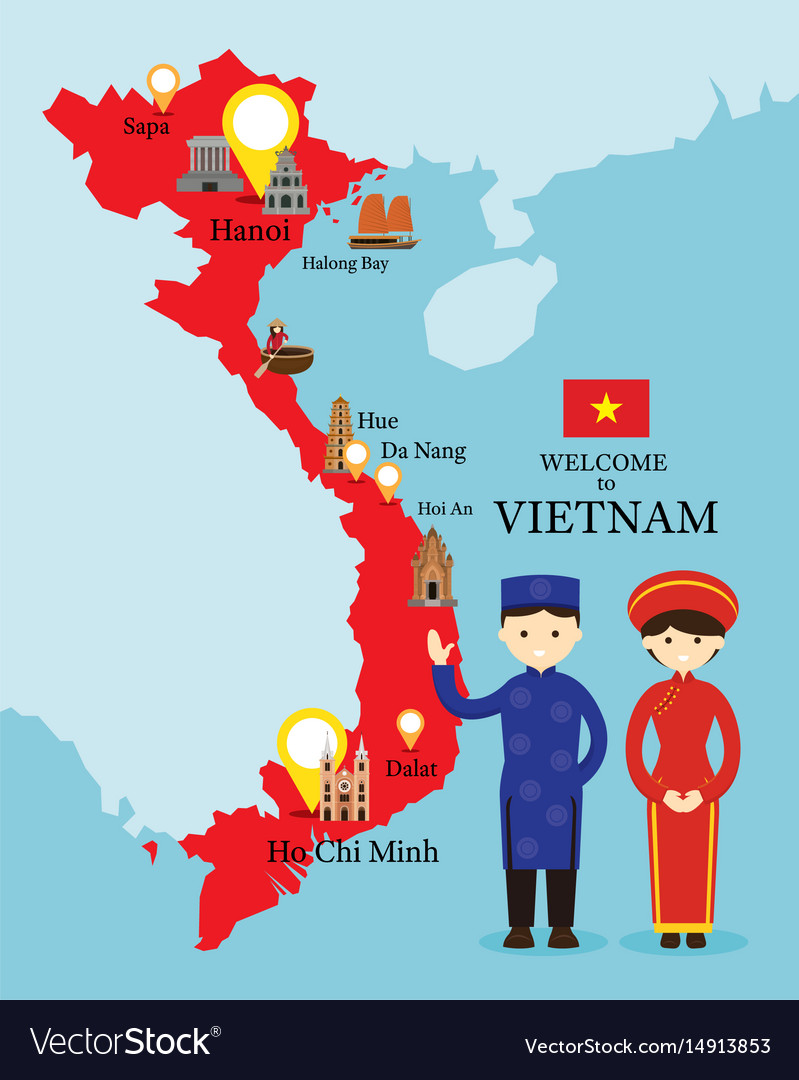 Sapa
Hanoi
Halong Bay
Hue
Da Nang
Hoi An
WELCOME
to
VIETNAM
Dalat
Ho Chi Minh
VectorStock®
VectorStock.com/14913853